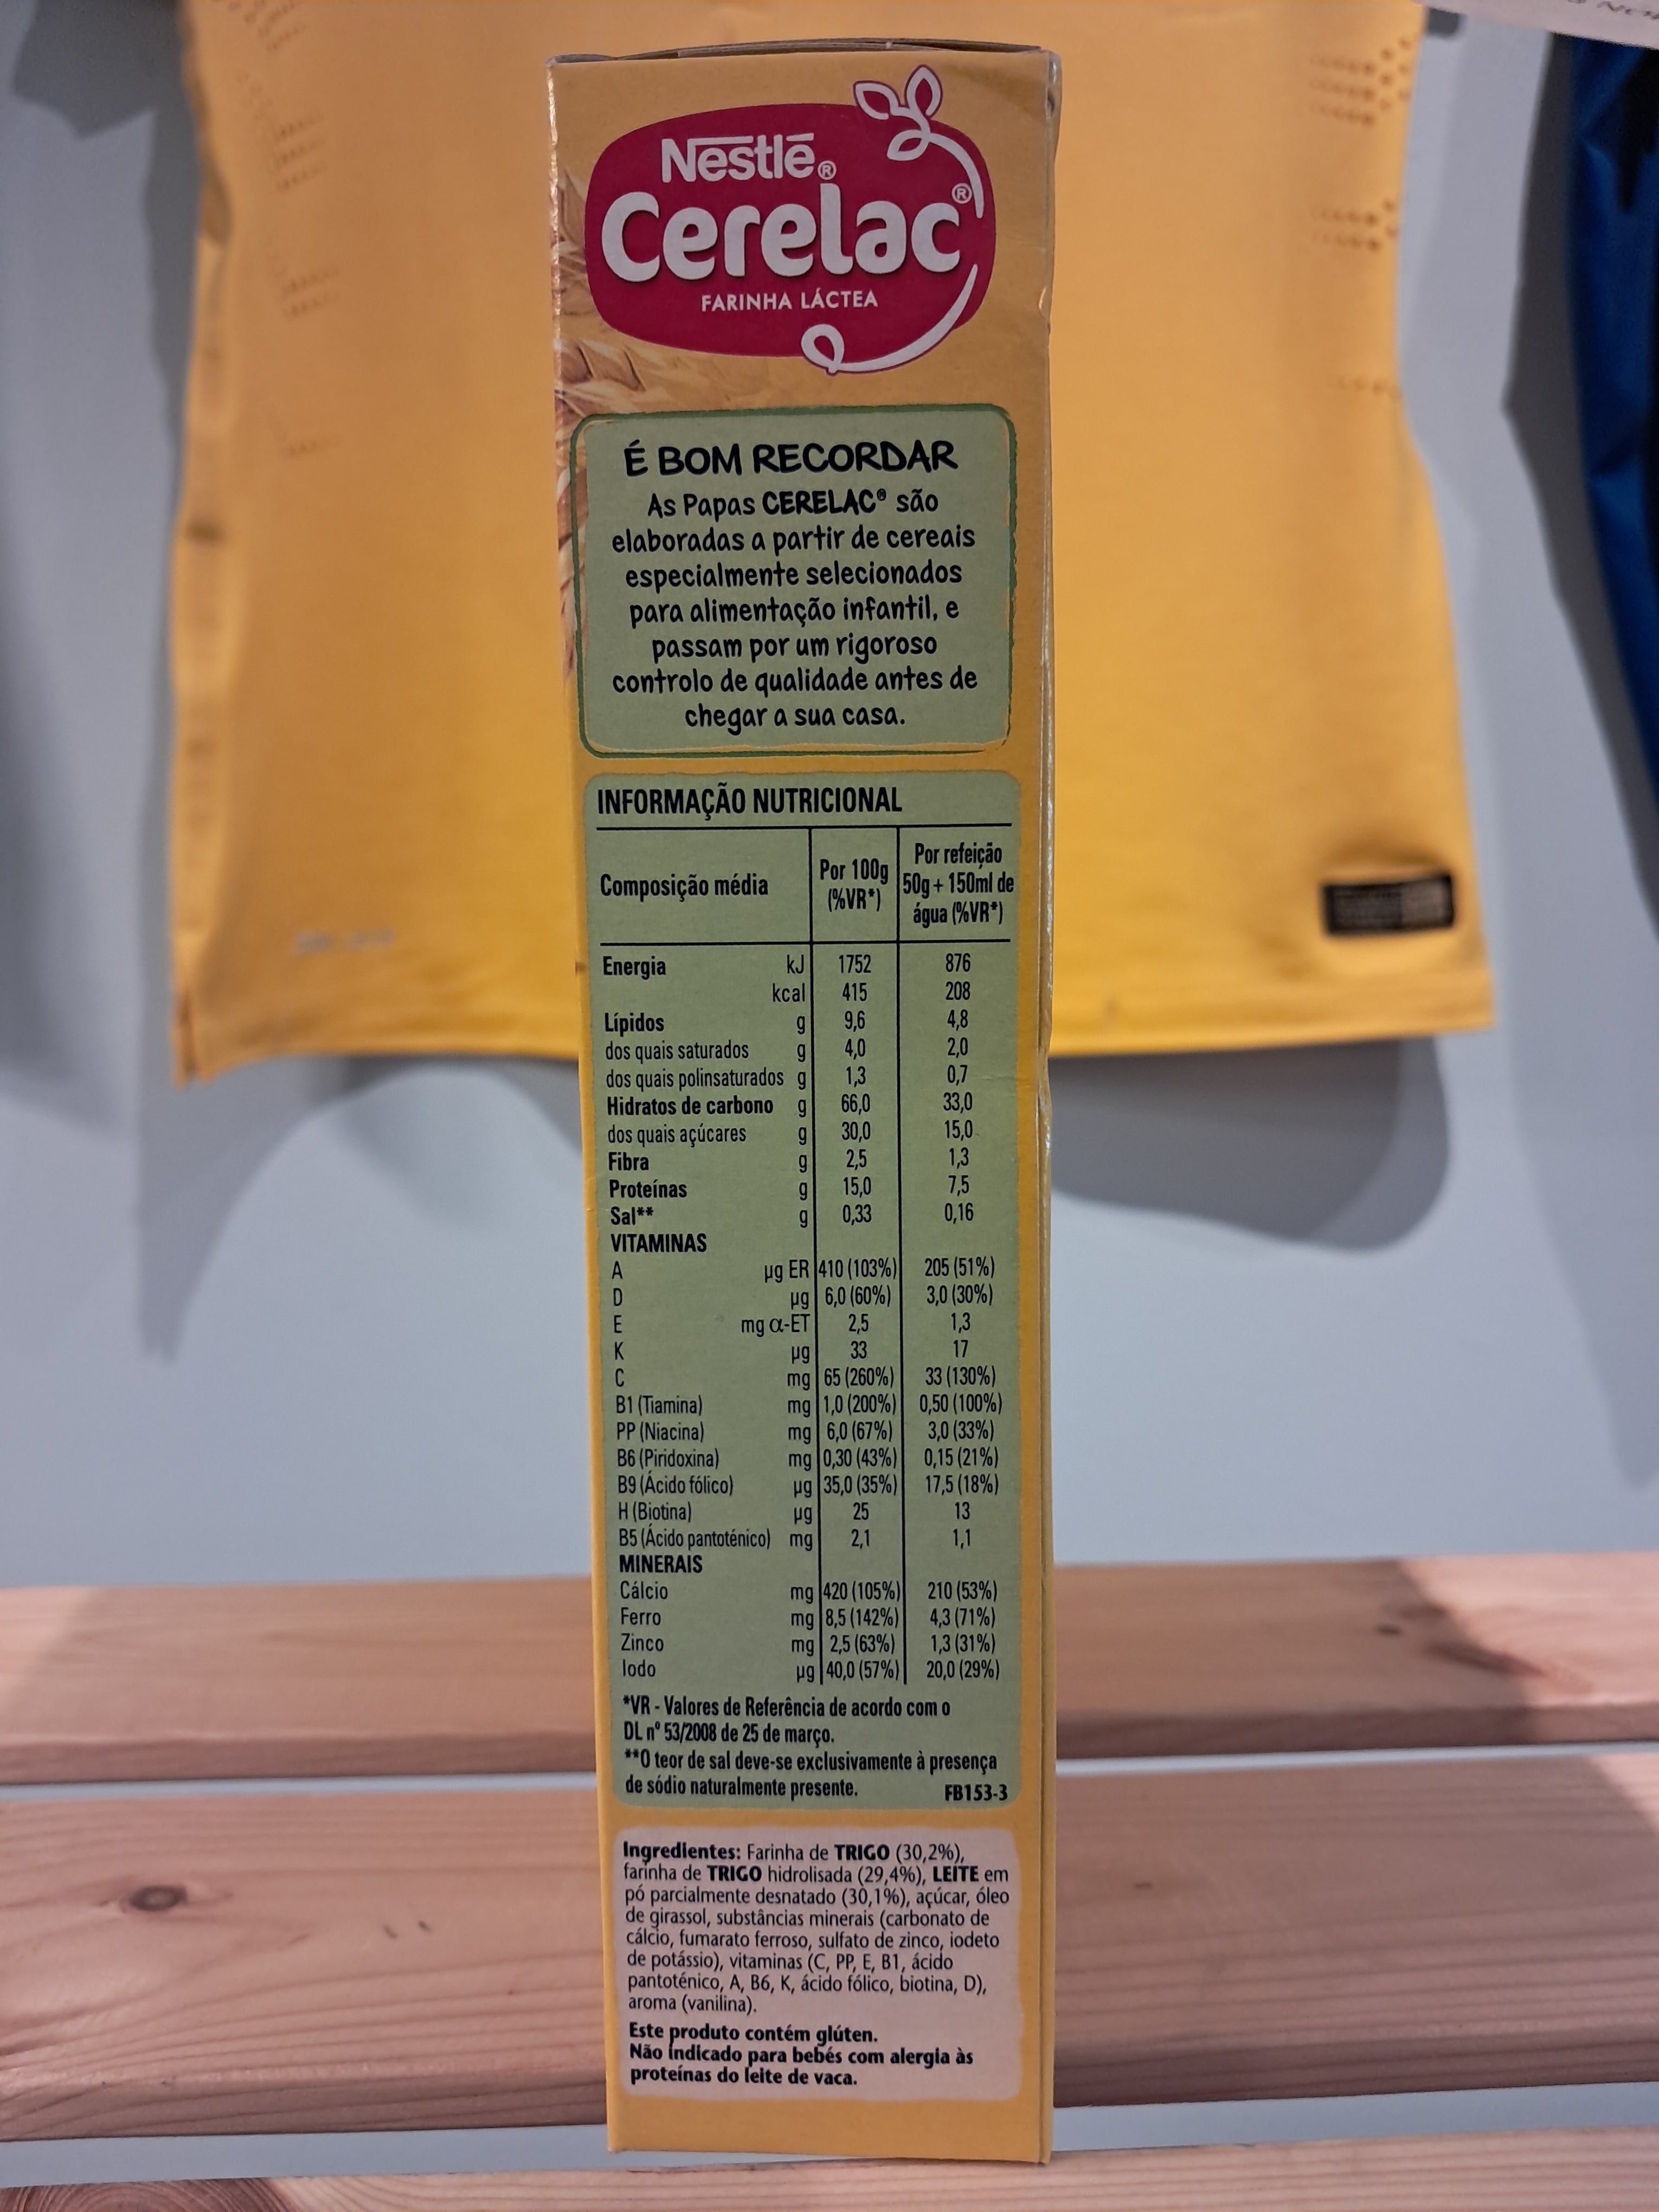 Nestlé®
Cerelac®
FARINHA LÁCTEA
É BOM RECORDAR
As Papas CERELAC® são
elaboradas a partir de cereais
especialmente selecionados
para alimentação infantil, e
passam por um rigoroso
controlo de qualidade antes de
chegar a sua casa.
INFORMAÇÃO NUTRICIONAL
Composição média Por 100g (%VR*) Por refeição 50g + 150ml de água (%VR*)
Energia kJ 1752 876
kcal 415 208
Lípidos g 9,6 4,8
dos quais saturados g 4,0 2,0
dos quais polinsaturados g 1,3 0,7
Hidratos de carbono g 66,0 33,0
dos quais açúcares g 30,0 15,0
Fibra g 2,5 1,3
Proteínas g 15,0 7,5
Sal** g 0,33 0,16
VITAMINAS
A µg ER 410 (103%) 205 (51%)
D µg 6,0 (60%) 3,0 (30%)
E mg α-ET 2,5 1,3
K µg 33 17
C mg 65 (260%) 33 (130%)
B1 (Tiamina) mg 1,0 (200%) 0,50 (100%)
PP (Niacina) mg 6,0 (67%) 3,0 (33%)
B6 (Piridoxina) mg 0,30 (43%) 0,15 (21%)
B9 (Ácido fólico) µg 35,0 (35%) 17,5 (18%)
H (Biotina) µg 25 13
B5 (Ácido pantoténico) mg 2,1 1,1
MINERAIS
Cálcio mg 420 (105%) 210 (53%)
Ferro mg 8,5 (142%) 4,3 (71%)
Zinco mg 2,5 (63%) 1,3 (31%)
Iodo µg 40,0 (57%) 20,0 (29%)
*VR - Valores de Referência de acordo com o
DL nº 53/2008 de 25 de março.
**O teor de sal deve-se exclusivamente à presença
de sódio naturalmente presente. FB153-3
Ingredientes: Farinha de TRIGO (30,2%),
farinha de TRIGO hidrolisada (29,4%), LEITE em
pó parcialmente desnatado (30,1%), açúcar, óleo
de girassol, substâncias minerais (carbonato de
cálcio, fumarato ferroso, sulfato de zinco, iodeto
de potássio), vitaminas (C, PP, E, B1, ácido
pantoténico, A, B6, K, ácido fólico, biotina, D),
aroma (vanilina).
Este produto contém glúten.
Não indicado para bebés com alergia às
proteínas do leite de vaca.